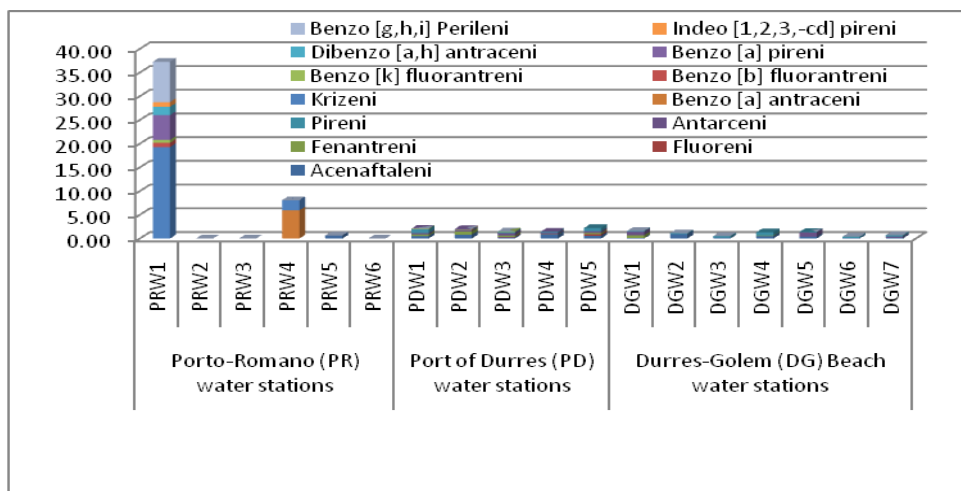 Benzo [g,h,i] Perileni
Indeo [1,2,3,-cd] pireni
Dibenzo [a,h] antraceni
Benzo [a] pireni
Benzo [k] fluorantreni
Benzo [b] fluorantreni
Krizeni
Benzo [a] antraceni
Pireni
Antarceni
Fenantreni
Fluoreni
Acenaftaleni
40.00
35.00
30.00
25.00
20.00
15.00
10.00
5.00
0.00
PRW1
PRW2
PRW3
PRW4
PRW5
PRW6
PDW1
PDW2
PDW3
PDW4
PDW5
DGW1
DGW2
DGW3
DGW4
DGW5
DGW6
DGW7
Porto-Romano (PR)
water stations
Port of Durres (PD)
water stations
Durres-Golem (DG) Beach
water stations